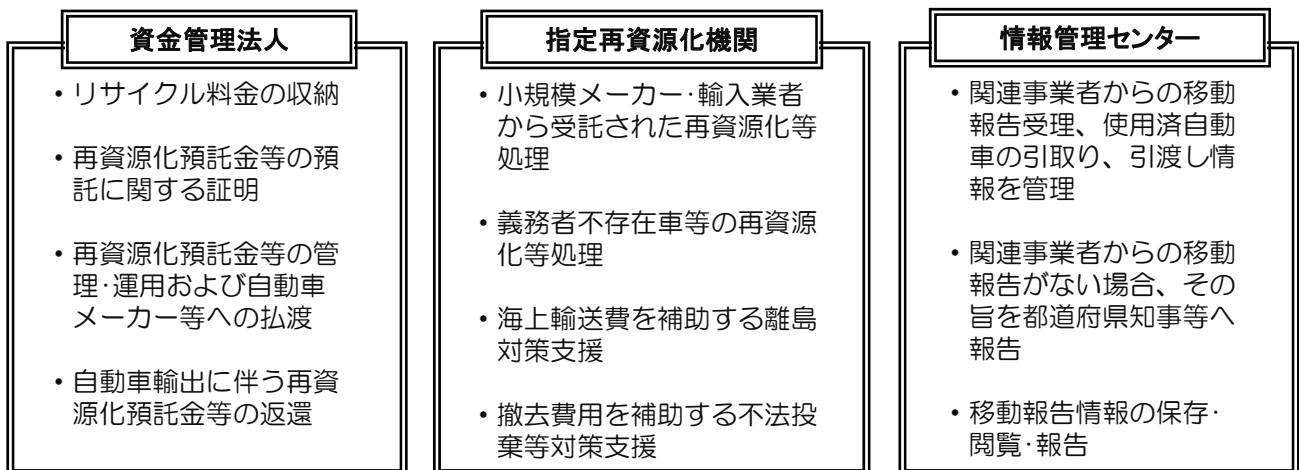 資金管理法人
・リサイクル料金の収納
・再資源化預託金等の預
託に関する証明
・再資源化預託金等の管
理・運用および自動車
メーカー等への払渡
・自動車輸出に伴う再資
源化預託金等の返還
指定再資源化機関
・小規模メーカー・輸入業者
から受託された再資源化等
処理
・義務者不存在車等の再資源
化等処理
・海上輸送費を補助する離島
対策支援
・撤去費用を補助する不法投
棄等対策支援
情報管理センター
・関連事業者からの移動
報告受理、使用済自動
車の引取り、引渡し情
報を管理
・関連事業者からの移動
報告がない場合、その
旨を都道府県知事等へ
報告
・移動報告情報の保存・
閲覧・報告